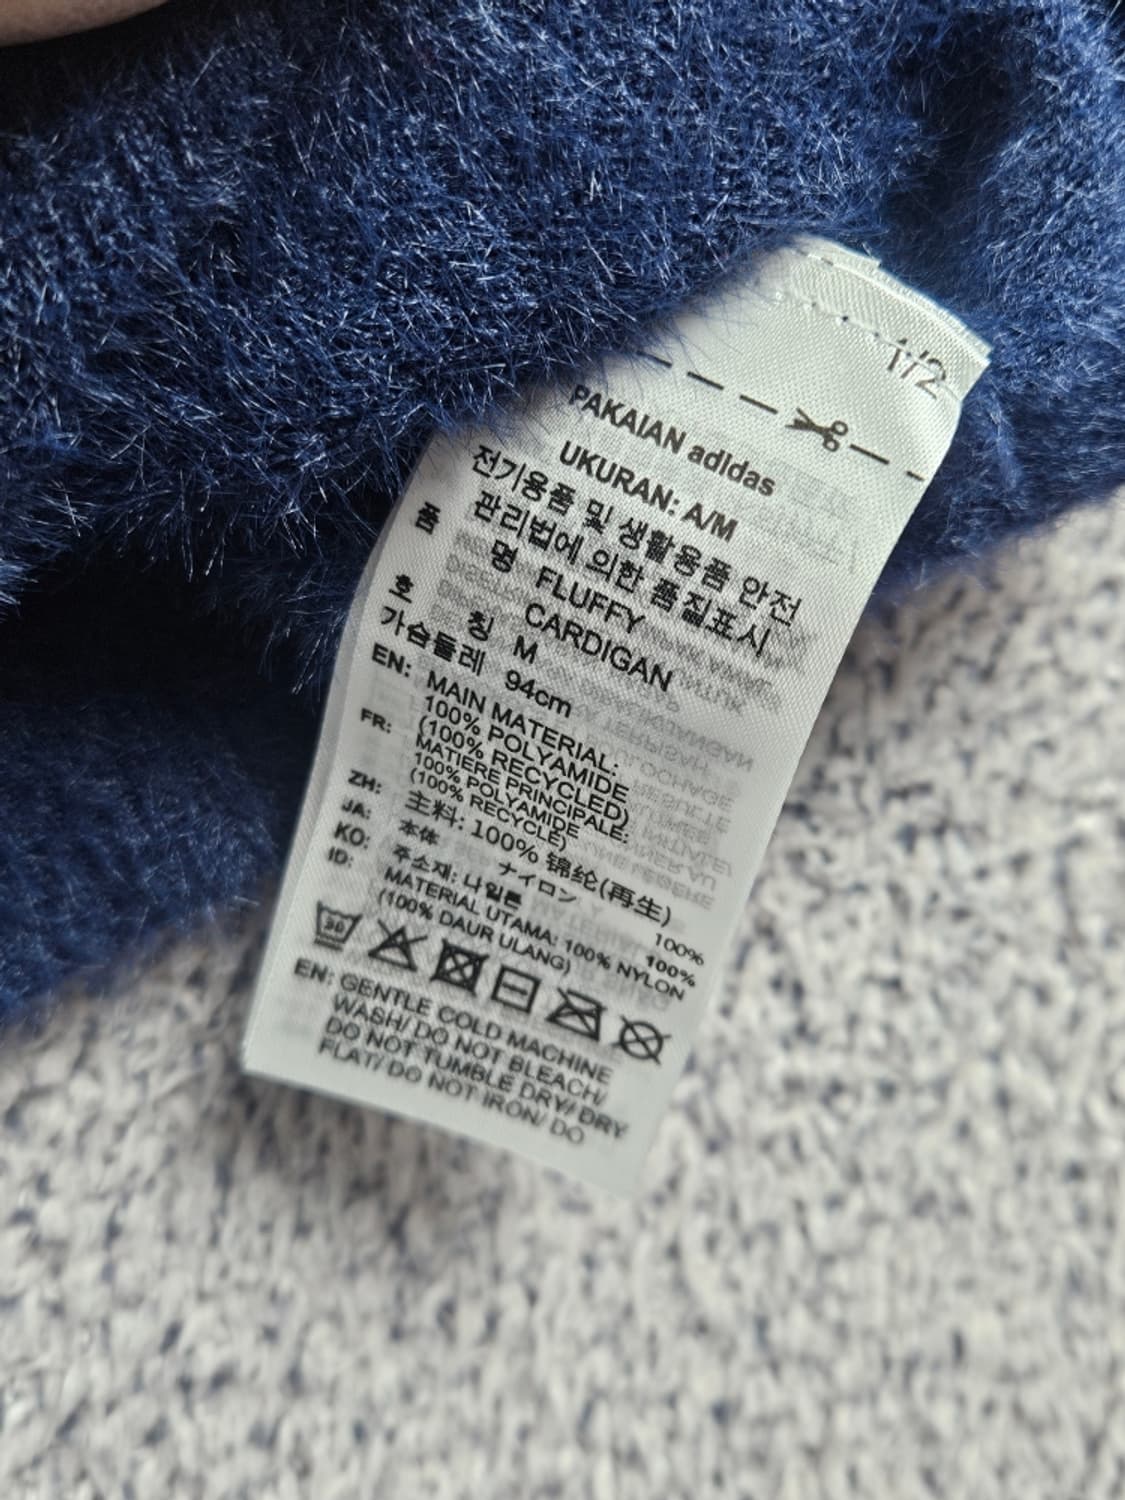 1/2
PAKAIAN adidas
UKURAN: A/M
전기용품 및 생활용품 안전
관리법에 의한 품질표시
품 명 FLUFFY
CARDIGAN
호 칭 M
가슴둘레 94cm
EN: MAIN MATERIAL:
100% POLYAMIDE
(100% RECYCLED)
FR: MATIÈRE PRINCIPALE:
100% POLYAMIDE
(100% RECYCLÉ)
ZH: 主料: 100% 锦纶(再生)
JA: 本体 ナイロン 100%
KO: 주소재: 나일론 100%
ID: MATERIAL UTAMA: 100% NYLON
(100% DAUR ULANG)
30
EN: GENTLE COLD MACHINE
WASH/ DO NOT BLEACH/
DO NOT TUMBLE DRY/ DRY
FLAT/ DO NOT IRON/ DO